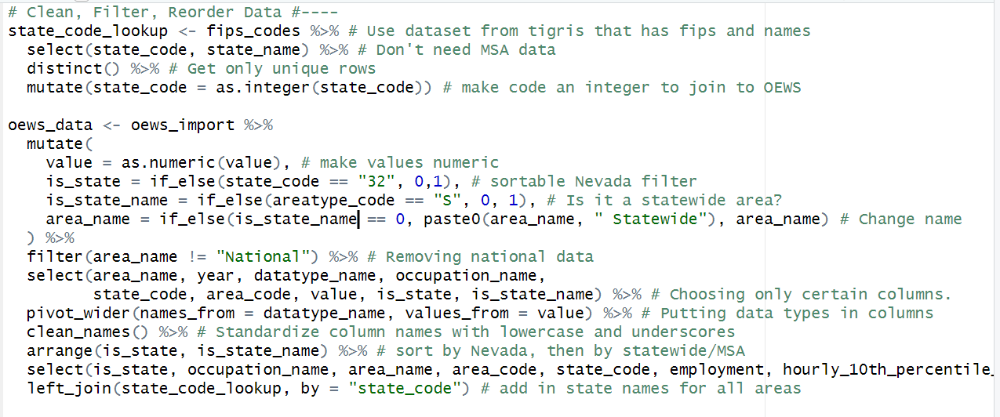 # Clean, Filter, Reorder Data #----
state_code_lookup <- fips_codes %>% # Use dataset from tigris that has fips and names
  select(state_code, state_name) %>% # Don't need MSA data
  distinct() %>% # Get only unique rows
  mutate(state_code = as.integer(state_code)) # make code an integer to join to OEWS

oews_data <- oews_import %>%
  mutate(
    value = as.numeric(value), # make values numeric
    is_state = if_else(state_code == "32", 0,1), # sortable Nevada filter
    is_state_name = if_else(areatype_code == "S", 0, 1), # Is it a statewide area?
    area_name = if_else(is_state_name == 0, paste0(area_name, " Statewide"), area_name) # Change name
  ) %>%
  filter(area_name != "National") %>% # Removing national data
  select(area_name, year, datatype_name, occupation_name,
         state_code, area_code, value, is_state, is_state_name) %>% # Choosing only certain columns.
  pivot_wider(names_from = datatype_name, values_from = value) %>% # Putting data types in columns
  clean_names() %>% # Standardize column names with lowercase and underscores
  arrange(is_state, is_state_name) %>% # sort by Nevada, then by statewide/MSA
  select(is_state, occupation_name, area_name, area_code, state_code, employment, hourly_10th_percentile_
  left_join(state_code_lookup, by = "state_code") # add in state names for all areas